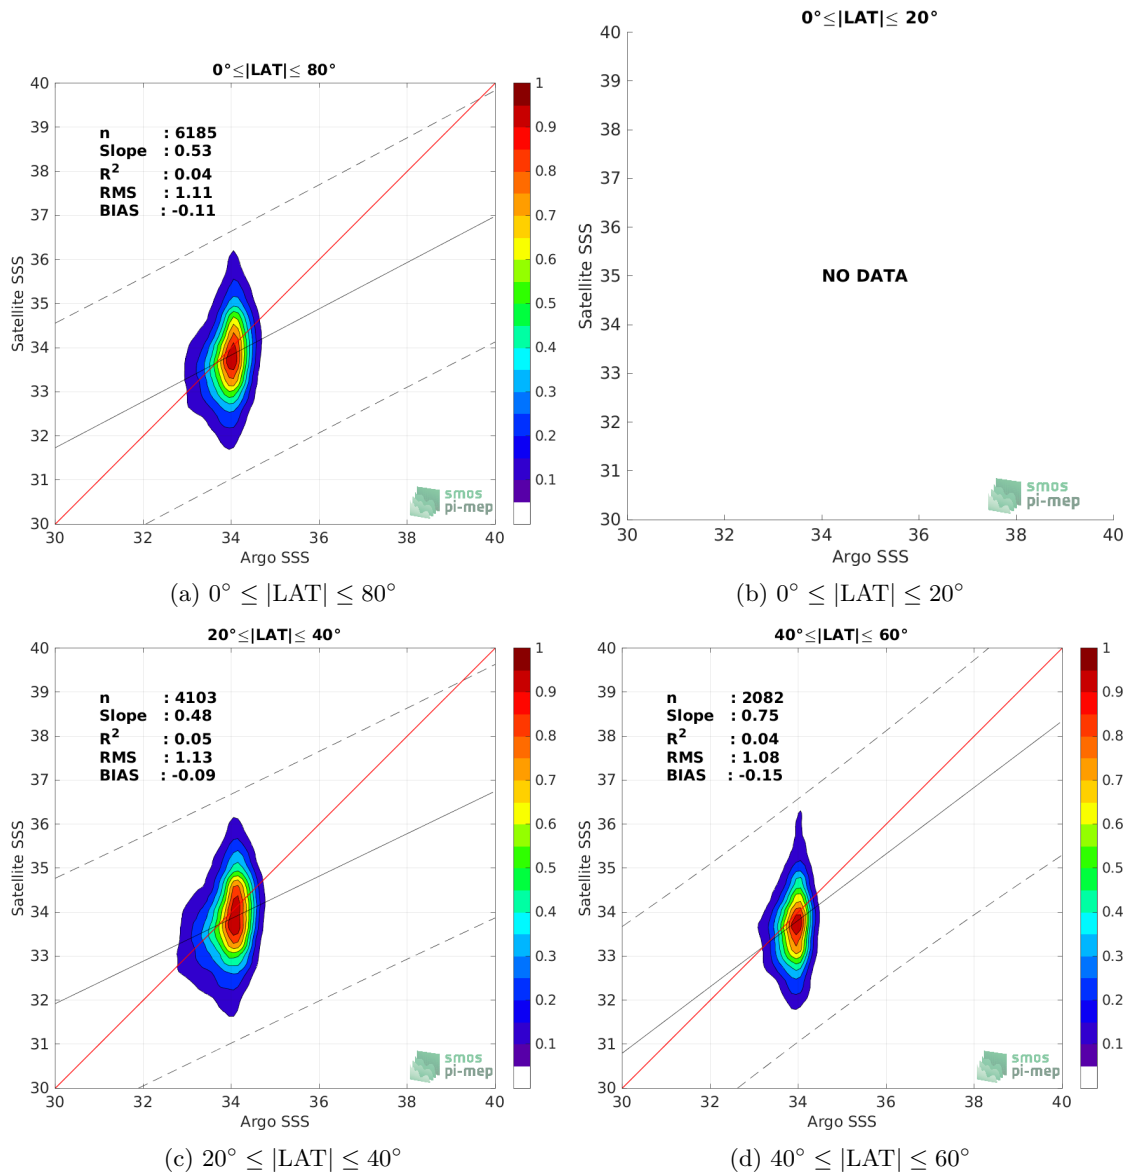 0°≤|LAT|≤ 80°
n : 6185
Slope : 0.53
R² : 0.04
RMS : 1.11
BIAS : -0.11
40
39
38
37
36
35
34
33
32
31
30
Satellite SSS
30 32 34 36 38 40
Argo SSS
1
0.9
0.8
0.7
0.6
0.5
0.4
0.3
0.2
0.1
smos
pi-mep
(a) 0° ≤ |LAT| ≤ 80°
0°≤|LAT|≤ 20°
40
39
38
37
36
35
34
33
32
31
30
Satellite SSS
NO DATA
smos
pi-mep
30 32 34 36 38 40
Argo SSS
(b) 0° ≤ |LAT| ≤ 20°
20°≤|LAT|≤ 40°
n : 4103
Slope : 0.48
R² : 0.05
RMS : 1.13
BIAS : -0.09
40
39
38
37
36
35
34
33
32
31
30
Satellite SSS
30 32 34 36 38 40
Argo SSS
1
0.9
0.8
0.7
0.6
0.5
0.4
0.3
0.2
0.1
smos
pi-mep
(c) 20° ≤ |LAT| ≤ 40°
40°≤|LAT|≤ 60°
n : 2082
Slope : 0.75
R² : 0.04
RMS : 1.08
BIAS : -0.15
40
39
38
37
36
35
34
33
32
31
30
Satellite SSS
30 32 34 36 38 40
Argo SSS
1
0.9
0.8
0.7
0.6
0.5
0.4
0.3
0.2
0.1
smos
pi-mep
(d) 40° ≤ |LAT| ≤ 60°